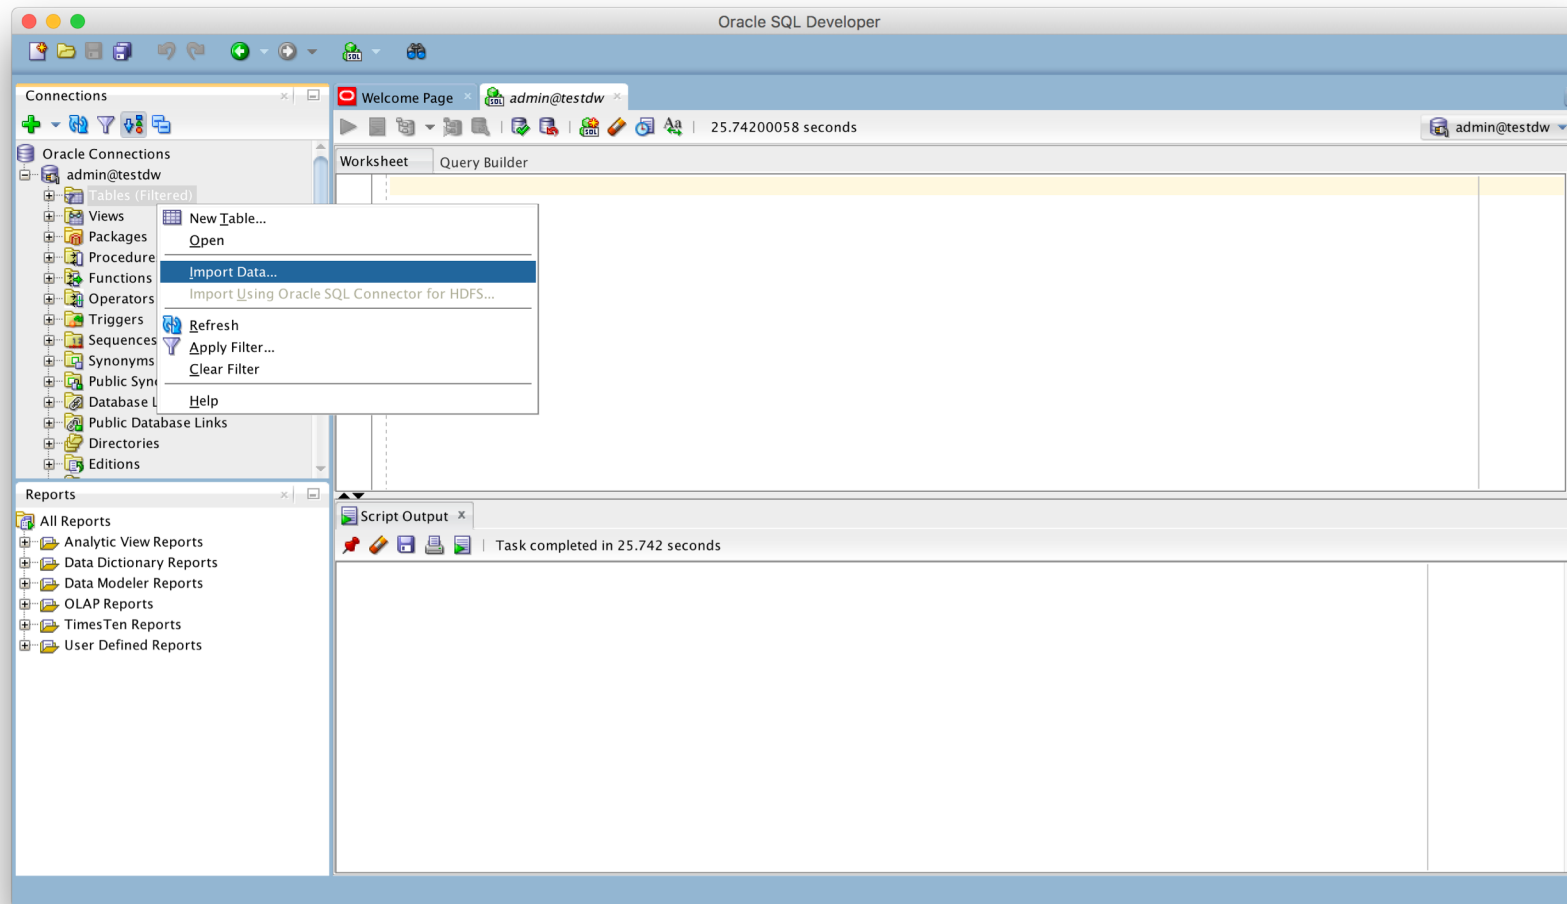 Oracle SQL Developer
Connections
Welcome Page
admin@testdw
25.74200058 seconds
admin@testdw
Worksheet
Query Builder
Oracle Connections
admin@testdw
Tables (Filtered)
Views
Packages
Procedure
Functions
Operators
Triggers
Sequences
Synonyms
Public Syn
Database L
Public Database Links
Directories
Editions
New Table...
Open
Import Data...
Import Using Oracle SQL Connector for HDFS...
Refresh
Apply Filter...
Clear Filter
Help
Reports
All Reports
Analytic View Reports
Data Dictionary Reports
Data Modeler Reports
OLAP Reports
TimesTen Reports
User Defined Reports
Script Output
Task completed in 25.742 seconds